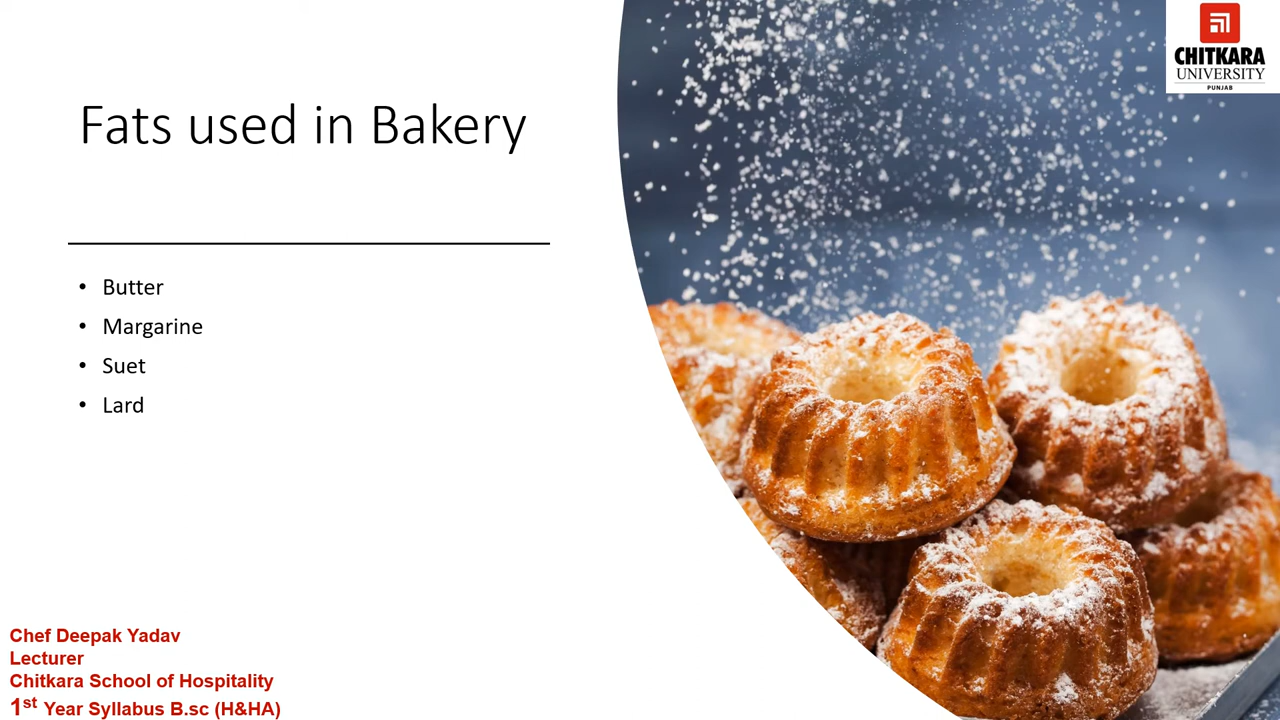 CHITKARA
UNIVERSITY
PUNJAB
Fats used in Bakery
• Butter
• Margarine
• Suet
• Lard
Chef Deepak Yadav
Lecturer
Chitkara School of Hospitality
1st Year Syllabus B.sc (H&HA)